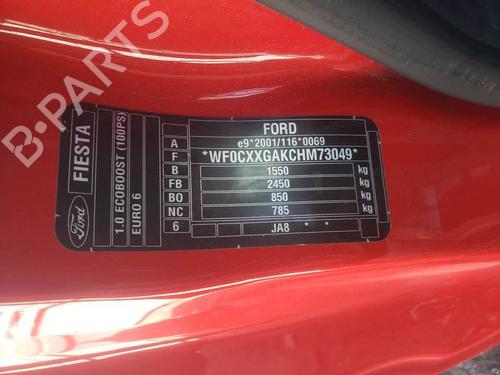 B-PARTS
FORD
A e9*2001/116*0069
F *WF0CXXGAKCHM73049*
B 1550 kg
FB 2450 kg
BO 850 kg
NC 785 kg
6 JA8 ***
FIESTA
1.0 ECOBOOST (100PS)
EURO 6
Ford